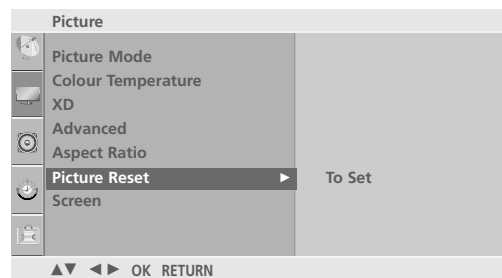 Picture
Picture Mode
Colour Temperature
XD
Advanced
Aspect Ratio
Picture Reset ► To Set
Screen
▲▼ ◄► OK RETURN